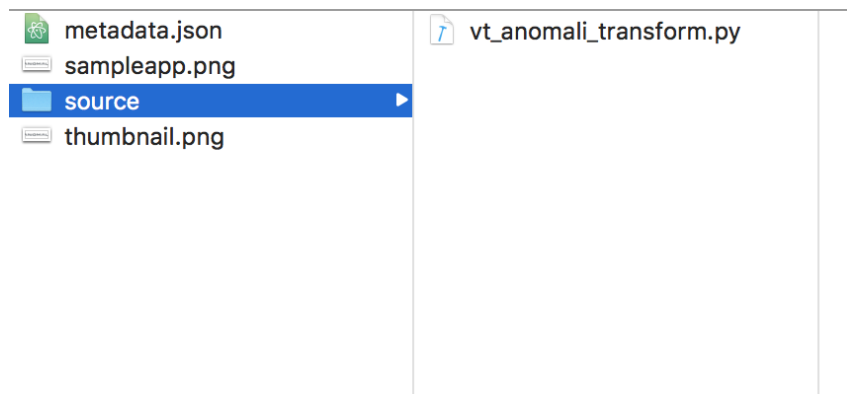 metadata.json
sampleapp.png
source
thumbnail.png
vt_anomali_transform.py